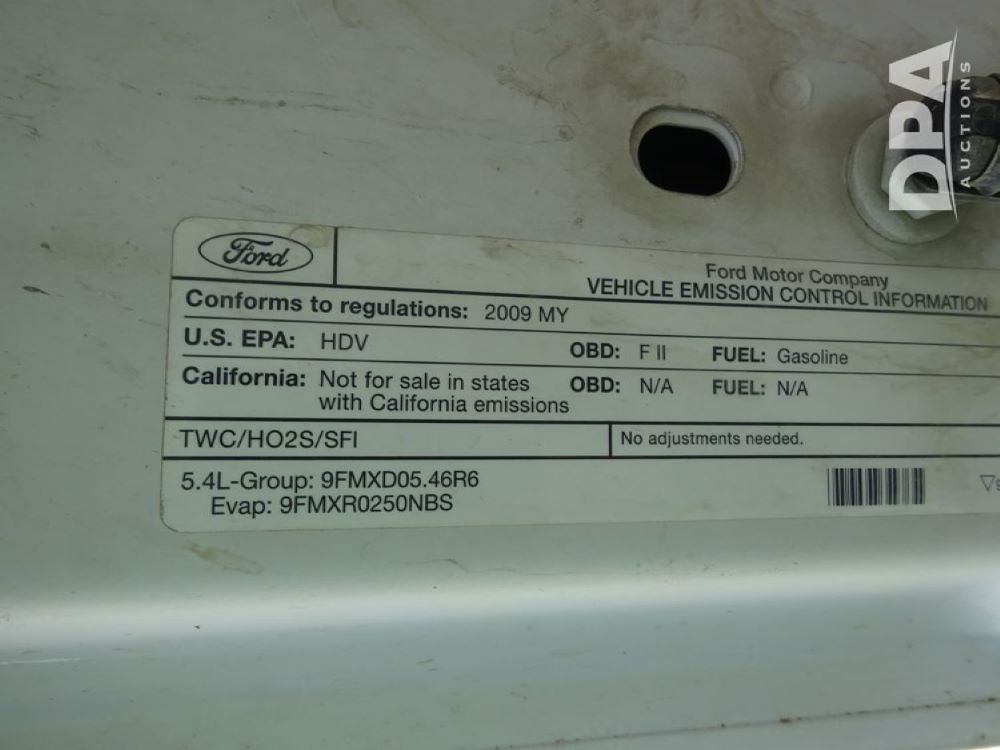 DPA
AUCTIONS
Ford
Ford Motor Company
VEHICLE EMISSION CONTROL INFORMATION
Conforms to regulations: 2009 MY
U.S. EPA: HDV OBD: F II FUEL: Gasoline
California: Not for sale in states OBD: N/A FUEL: N/A
with California emissions
TWC/HO2S/SFI No adjustments needed.
5.4L-Group: 9FMXD05.46R6
Evap: 9FMXR0250NBS